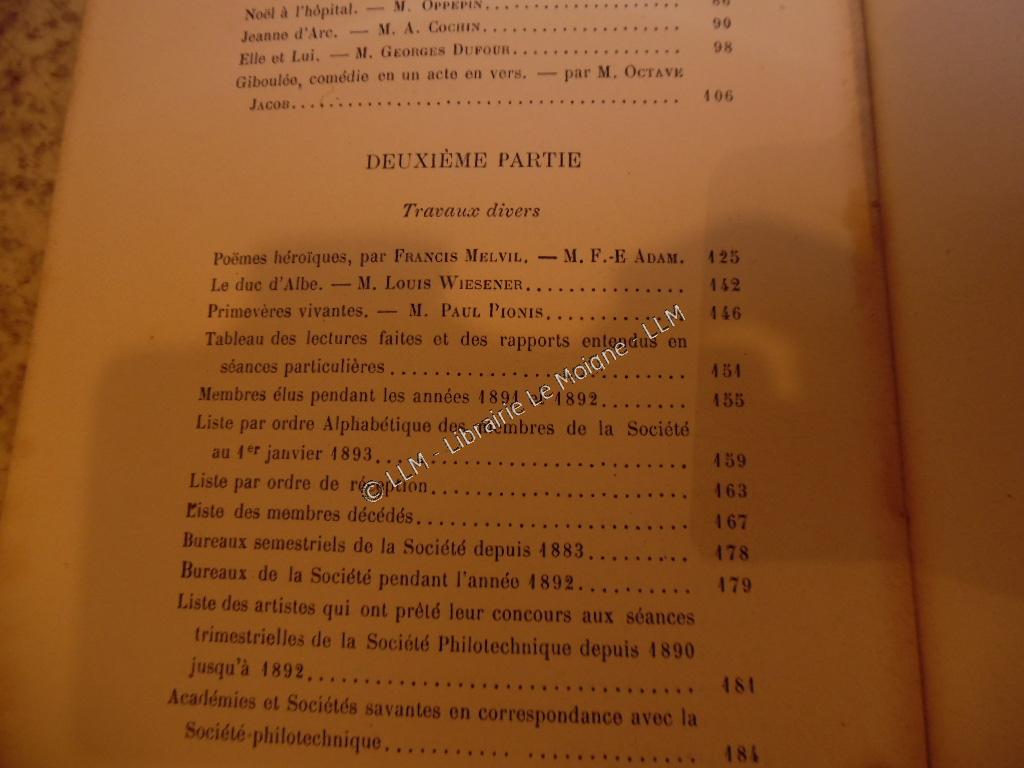 Noël à l'hôpital. — M. OPPEPIN........................ 86
Jeanne d'Arc. — M. A. COCHIN........................ 90
Elle et Lui. — M. GEORGES DUFOUR................ 98
Giboulée, comédie en un acte en vers. — par M. OCTAVE
JACOB........................................ 106
DEUXIÈME PARTIE
Travaux divers
Poëmes héroïques, par FRANCIS MELVIL. — M. F.-E ADAM. 125
Le duc d'Albe. — M. LOUIS WIESENER............... 142
Primevères vivantes. — M. PAUL PIONIS............. 146
Tableau des lectures faites et des rapports entendus en
séances particulières............................ 151
Membres élus pendant les années 1891 et 1892........ 155
Liste par ordre Alphabétique des membres de la Société
au 1er janvier 1893............................ 159
Liste par ordre de réception........................ 163
Liste des membres décédés........................ 167
Bureaux semestriels de la Société depuis 1883......... 178
Bureaux de la Société pendant l'année 1892.......... 179
Liste des artistes qui ont prêté leur concours aux séances
trimestrielles de la Société Philotechnique depuis 1890
jusqu'à 1892.................................. 181
Académies et Sociétés savantes en correspondance avec la
Société philotechnique........................... 184
© LLM - Librairie Le Moigne - LLM